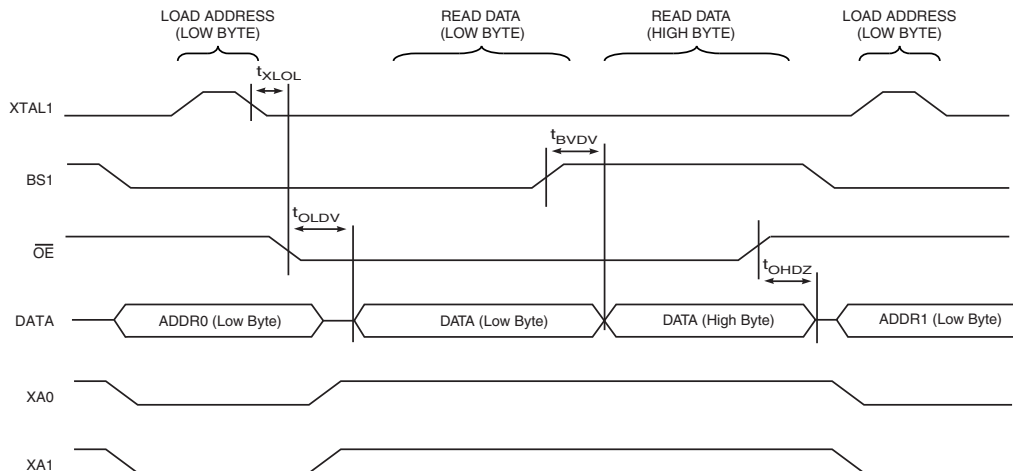 LOAD ADDRESS
(LOW BYTE)
READ DATA
(LOW BYTE)
READ DATA
(HIGH BYTE)
LOAD ADDRESS
(LOW BYTE)
tXLOL
XTAL1
tBVDV
BS1
tOLDV
OE
tOHDZ
DATA
ADDR0 (Low Byte)
DATA (Low Byte)
DATA (High Byte)
ADDR1 (Low Byte)
XA0
XA1